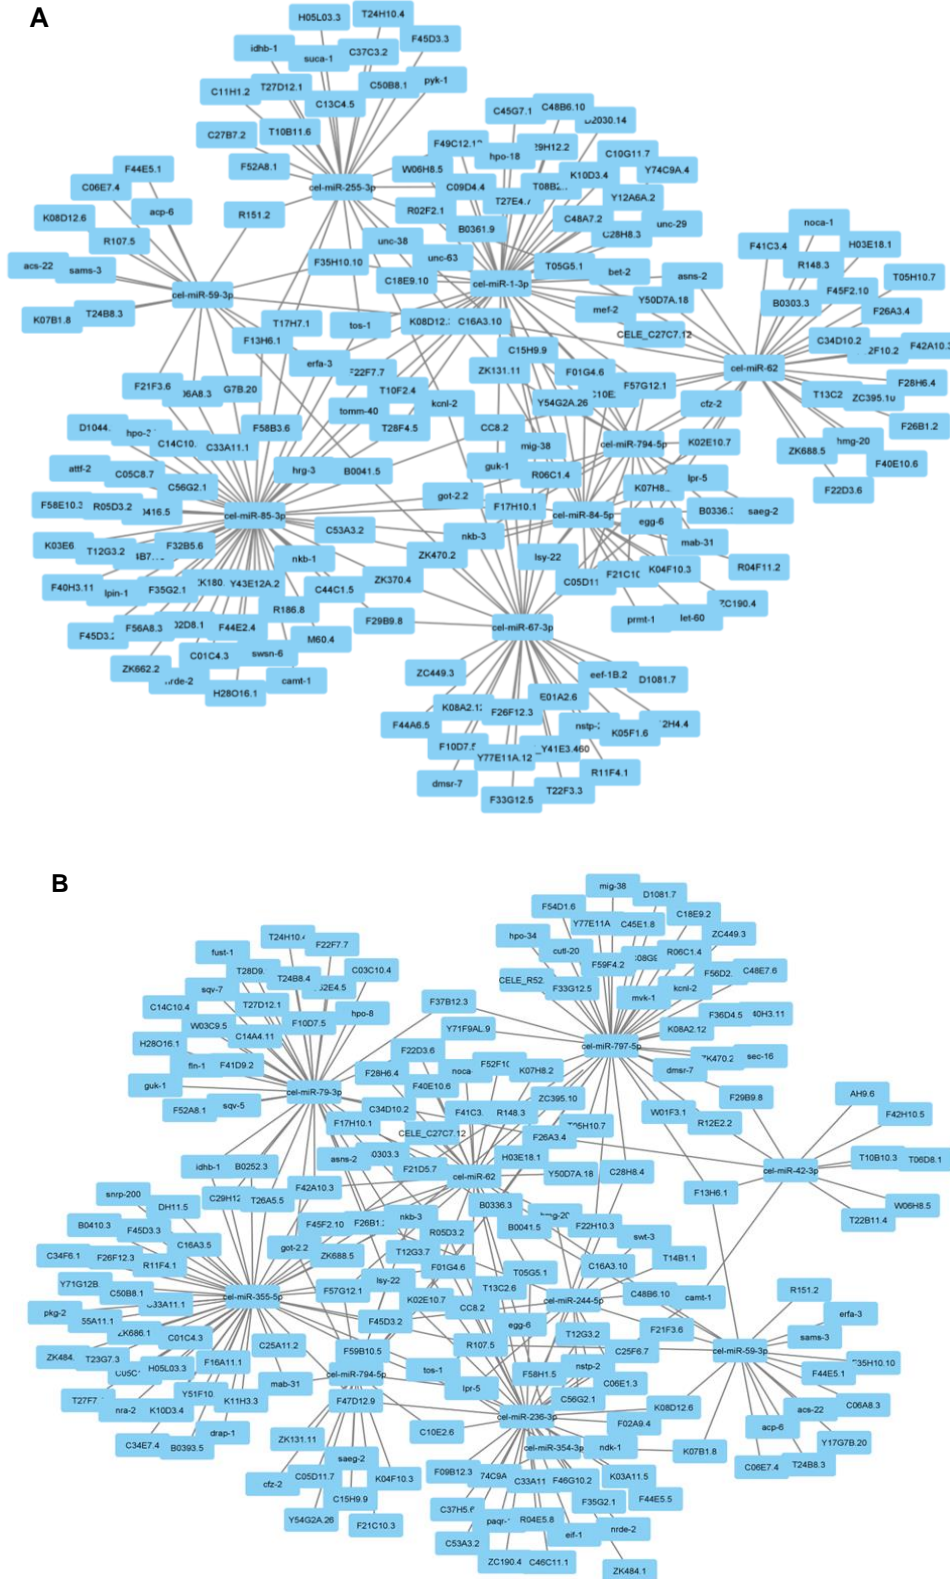 A
H05L03.3
T24H10.4
F45D3.3
idhb-1
suca-1
C37C3.2
C11H1.2
T27D12.1
C13C4.5
C50B8.1
pyk-1
C27B7.2
T10B11.6
F52A8.1
cel-miR-255-3p
R151.2
C45G7.1
C48B6.10
hpo-18
C10G11.7
W06H8.5
C09D4.4
K10D3.4
Y74C9A.4
T27E4.7
Y12A6A.2
R02F2.1
B0361.9
C48A7.2
C28H8.3
unc-29
F44E5.1
C06E7.4
K08D12.6
acp-6
R107.5
acs-22
sams-3
cel-miR-59-3p
K07B1.8
T24B8.3
unc-38
unc-63
F35H10.10
C18E9.10
cel-miR-1-3p
T05G5.1
bet-2
asns-2
Y50D7A.18
mef-2
CELE_C27C7.12
noca-1
F41C3.4
H03E18.1
R148.3
T05H10.7
F45F2.10
B0303.3
F26A3.4
C34D10.2
cel-miR-62
F28H6.4
T13C2
F26B1.2
ZK688.5
hmg-20
F40E10.6
F22D3.6
T17H7.1
tos-1
C16A3.10
F13H6.1
erfa-3
C15H9.9
ZK131.11
F01G4.6
F57G12.1
Y54G2A.26
cfz-2
F21F3.6
T10F2.4
kcnl-2
tomm-40
T28F4.5
CC8.2
mig-38
cel-miR-794-5p
K02E10.7
F58B3.6
D1044.
C14C10.
C33A11.1
attf-2
C05C8.7
hrg-3
B0041.5
guk-1
R06C1.4
lpr-5
C56G2.1
got-2.2
F17H10.1
cel-miR-84-5p
egg-6
saeg-2
F58E10.3
R05D3.2
cel-miR-85-3p
C53A3.2
nkb-3
mab-31
K03E6
T12G3.2
F32B5.6
nkb-1
ZK470.2
lsy-22
K04F10.3
R04F11.2
F40H3.11
lpin-1
F35G2.1
Y43E12A.2
C44C1.5
ZK370.4
C05D11
F21C10
R186.8
F29B9.8
cel-miR-67-3p
prmt-1
let-60
ZC190.4
F56A8.3
F44E2.4
M60.4
C01C4.3
swsn-6
ZK662.2
H28O16.1
camt-1
ZC449.3
eef-1B.2
D1081.7
E01A2.6
F26F12.3
F44A6.5
K05F1.6
Y77E11A.12
R11F4.1
dmsr-7
F33G12.5
T22F3.3
B
mig-38
D1081.7
F54D1.6
Y77E11A
C45E1.8
C18E9.2
hpo-34
cutl-20
F59F4.2
R06C1.4
ZC449.3
CELE_R52
F33G12.5
F56D2.
C48E7.6
mvk-1
kcnl-2
K08A2.12
F36D4.5
cel-miR-797-5p
sec-16
dmsr-7
F29B9.8
W01F3.1
R12E2.2
T24H10.4
F22F7.7
fust-1
T28D9.
T24B8.4
C03C10.4
sqv-7
T27D12.1
C14C10.4
F10D7.5
hpo-8
W03C9.5
C14A4.11
H28O16.1
fln-1
F41D9.2
guk-1
cel-miR-79-3p
F52A8.1
sqv-5
F37B12.3
Y71F9AL.9
F22D3.6
F28H6.4
noca
K07H8.2
F40E10.6
C34D10.2
R148.3
ZC395.10
F17H10.1
CELE_C27C7.12
F26A3.4
asns-2
H03E18.1
F21D5.7
cel-miR-62
Y50D7A.18
C28H8.4
AH9.6
F42H10.5
T10B10.3
T06D8.1
cel-miR-42-3p
F13H6.1
W06H8.5
T22B11.4
idhb-1
B0252.3
C29H12
T26A5.5
F42A10.3
snrp-200
DH11.5
B0410.3
F45D3.3
C16A3.5
C34F6.1
F26F12.3
R11F4.1
F45F2.10
nkb-3
R05D3.2
B0336.3
B0041.5
F22H10.3
swt-3
got-2.2
ZK688.5
T12G3.7
C16A3.10
T14B1.1
Y71G12B.
C50B8.1
cel-miR-355-5p
lsy-22
F01G4.6
T05G5.1
T13C2.6
F57G12.1
K02E10.7
CC8.2
cel-miR-244-5p
C48B6.10
camt-1
pkg-2
C01C4.3
C25A11.2
F45D3.2
egg-6
F59B10.5
R107.5
T12G3.2
F21F3.6
C25F6.7
cel-miR-59-3p
R151.2
erfa-3
sams-3
F35H10.10
F44E5.1
ZK484.
T23G7.3
H05L03.3
F16A11.1
cel-miR-794-5p
tos-1
nstp-2
F58H1.5
C06E1.3
C06A8.3
acs-22
mab-31
lpr-5
C56G2.1
T27F7
Y51F10
K11H3.3
F47D12.9
K08D12.6
nra-2
K10D3.4
cel-miR-236-3p
F02A9.4
acp-6
Y17G7B.20
drap-1
C10E2.6
C34E7.4
B0393.5
ZK131.11
cel-miR-354-3p
ndk-1
K07B1.8
C06E7.4
T24B8.3
saeg-2
F09B12.3
C33A11
F46G10.2
K03A11.5
cfz-2
C05D11.7
K04F10.3
C15H9.9
F35G2.1
F44E5.5
Y54G2A.26
F21C10.3
R04E5.8
eif-1
nrde-2
C53A3.2
ZC190.4
C46C11.1
ZK484.1